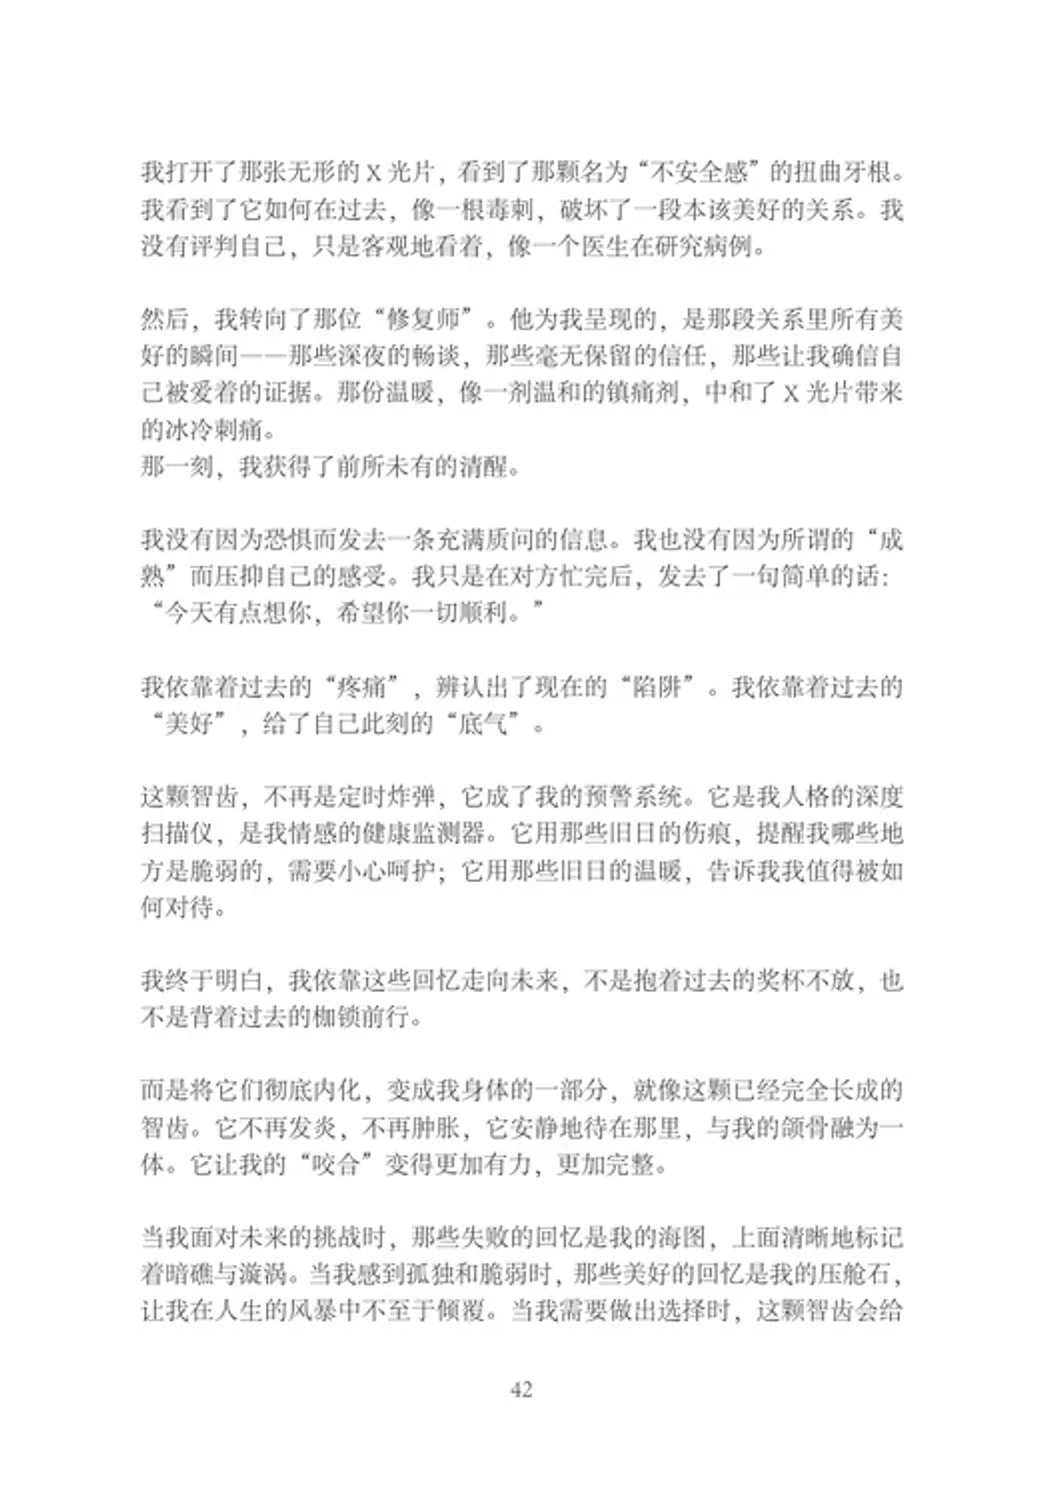 我打开了那张无形的 X 光片，看到了那颗名为“不安全感”的扭曲牙根。
我看到了它如何在过去，像一根毒刺，破坏了一段本该美好的关系。我
没有评判自己，只是客观地看着，像一个医生在研究病例。
然后，我转向了那位“修复师”。他为我呈现的，是那段关系里所有美
好的瞬间——那些深夜的畅谈，那些毫无保留的信任，那些让我确信自
己被爱着的证据。那份温暖，像一剂温和的镇痛剂，中和了 X 光片带来
的冰冷刺痛。
那一刻，我获得了前所未有的清醒。
我没有因为恐惧而发去一条充满质问的信息。我也没有因为所谓的“成
熟”而压抑自己的感受。我只是在对方忙完后，发去了一句简单的话：
“今天有点想你，希望你一切顺利。”
我依靠着过去的“疼痛”，辨认出了现在的“陷阱”。我依靠着过去的
“美好”，给了自己此刻的“底气”。
这颗智齿，不再是定时炸弹，它成了我的预警系统。它是我人格的深度
扫描仪，是我情感的健康监测器。它用那些旧日的伤痕，提醒我哪些地
方是脆弱的，需要小心呵护；它用那些旧日的温暖，告诉我我值得被如
何对待。
我终于明白，我依靠这些回忆走向未来，不是抱着过去的奖杯不放，也
不是背着过去的枷锁前行。
而是将它们彻底内化，变成我身体的一部分，就像这颗已经完全长成的
智齿。它不再发炎，不再肿胀，它安静地待在那里，与我的颌骨融为一
体。它让我的“咬合”变得更加有力，更加完整。
当我面对未来的挑战时，那些失败的回忆是我的海图，上面清晰地标记
着暗礁与漩涡。当我感到孤独和脆弱时，那些美好的回忆是我的压舱石，
让我在人生的风暴中不至于倾覆。当我需要做出选择时，这颗智齿会给
42